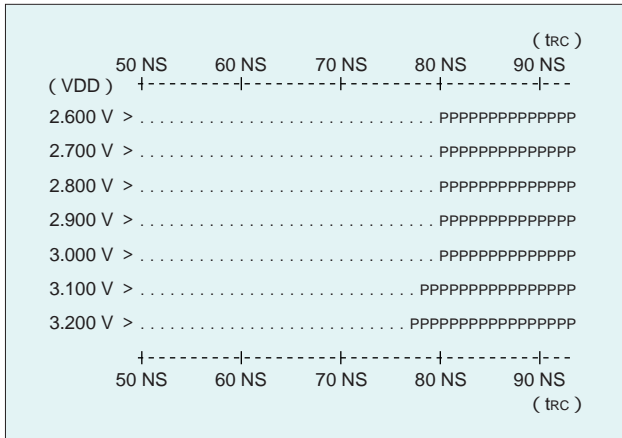 ( tRC )
50 NS 60 NS 70 NS 80 NS 90 NS
( VDD ) +---------+---------+---------+---------+---
2.600 V > . . . . . . . . . . . . . . . . . . . . . . . . . . . . . . PPPPPPPPPPPPPP
2.700 V > . . . . . . . . . . . . . . . . . . . . . . . . . . . . . . PPPPPPPPPPPPPP
2.800 V > . . . . . . . . . . . . . . . . . . . . . . . . . . . . . . PPPPPPPPPPPPPP
2.900 V > . . . . . . . . . . . . . . . . . . . . . . . . . . . . . . PPPPPPPPPPPPPP
3.000 V > . . . . . . . . . . . . . . . . . . . . . . . . . . . . . . PPPPPPPPPPPPPP
3.100 V > . . . . . . . . . . . . . . . . . . . . . . . . . . . . PPPPPPPPPPPPPPPP
3.200 V > . . . . . . . . . . . . . . . . . . . . . . . . . . . PPPPPPPPPPPPPPPPP
+---------+---------+---------+---------+---
50 NS 60 NS 70 NS 80 NS 90 NS
( tRC )